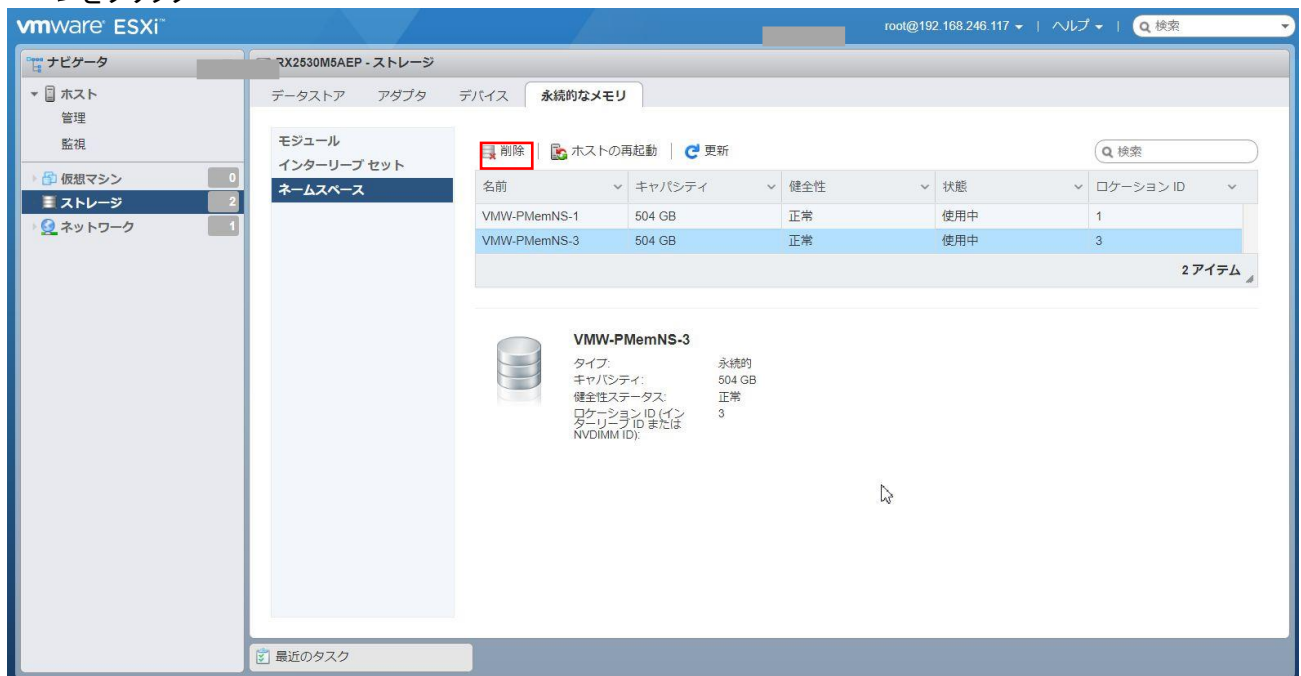 vmware ESXi™
root@192.168.246.117 | ヘルプ | 検索
ナビゲータ
RX2530M5AEP - ストレージ
ホスト
管理
監視
仮想マシン 0
ストレージ 2
ネットワーク 1
データストア アダプタ デバイス 永続的なメモリ
モジュール
インターリーブ セット
ネームスペース
削除 | ホストの再起動 | 更新 検索
名前 キャパシティ 健全性 状態 ロケーション ID
VMW-PMemNS-1 504 GB 正常 使用中 1
VMW-PMemNS-3 504 GB 正常 使用中 3
2 アイテム
VMW-PMemNS-3
タイプ: 永続的
キャパシティ: 504 GB
健全性ステータス: 正常
ロケーション ID (イン 3
ターリーブ ID または
NVDIMM ID):
最近のタスク